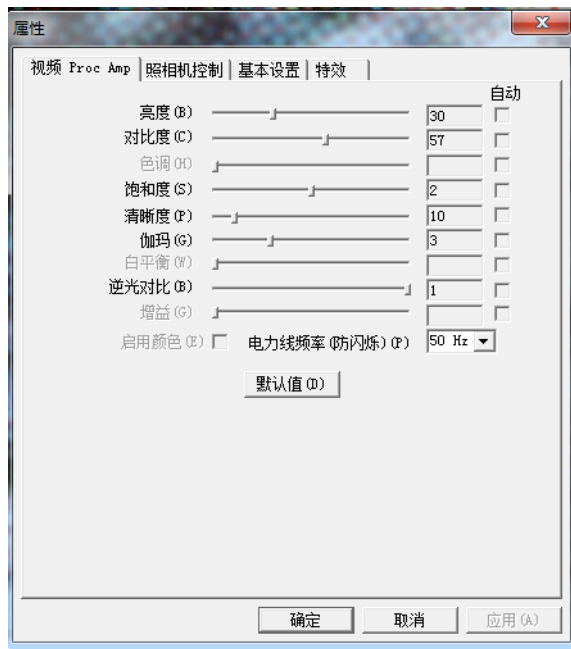 属性
视频 Proc Amp 照相机控制 基本设置 特效
自动
亮度(B) 30
对比度(C) 57
色调(H)
饱和度(S) 2
清晰度(P) 10
伽玛(G) 3
白平衡(W)
逆光对比(B) 1
增益(G)
启用颜色(E) 电力线频率(防闪烁)(P) 50 Hz
默认值(D)
确定 取消 应用(A)